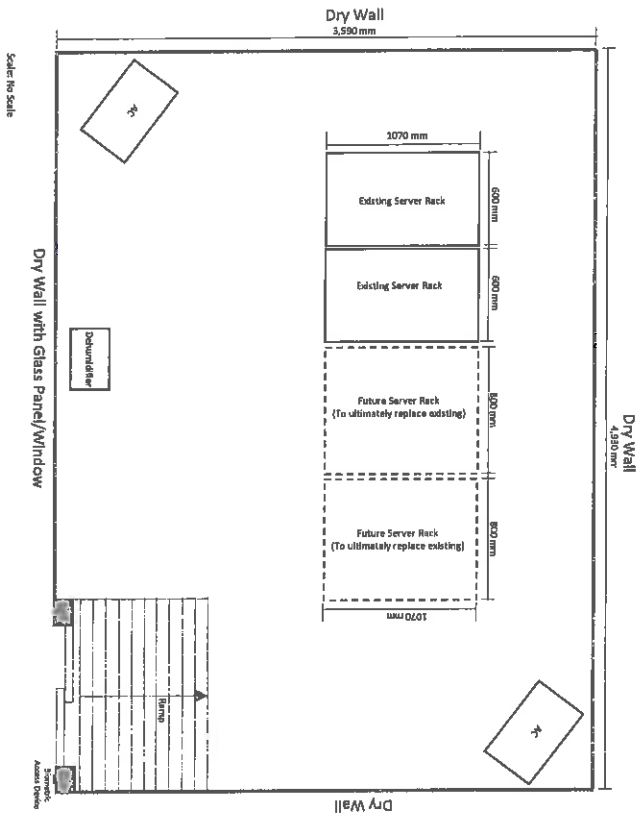 Dry Wall
3,590 mm
AC
Scale: No Scale
1070 mm
Existing Server Rack
600 mm
Existing Server Rack
600 mm
Dry Wall with Glass Panel/Window
Dehumidifier
Future Server Rack
(To ultimately replace existing)
800 mm
Future Server Rack
(To ultimately replace existing)
800 mm
1070 mm
Dry Wall
4,930 mm
Ramp
AC
Biometric
Access Device
Dry Wall